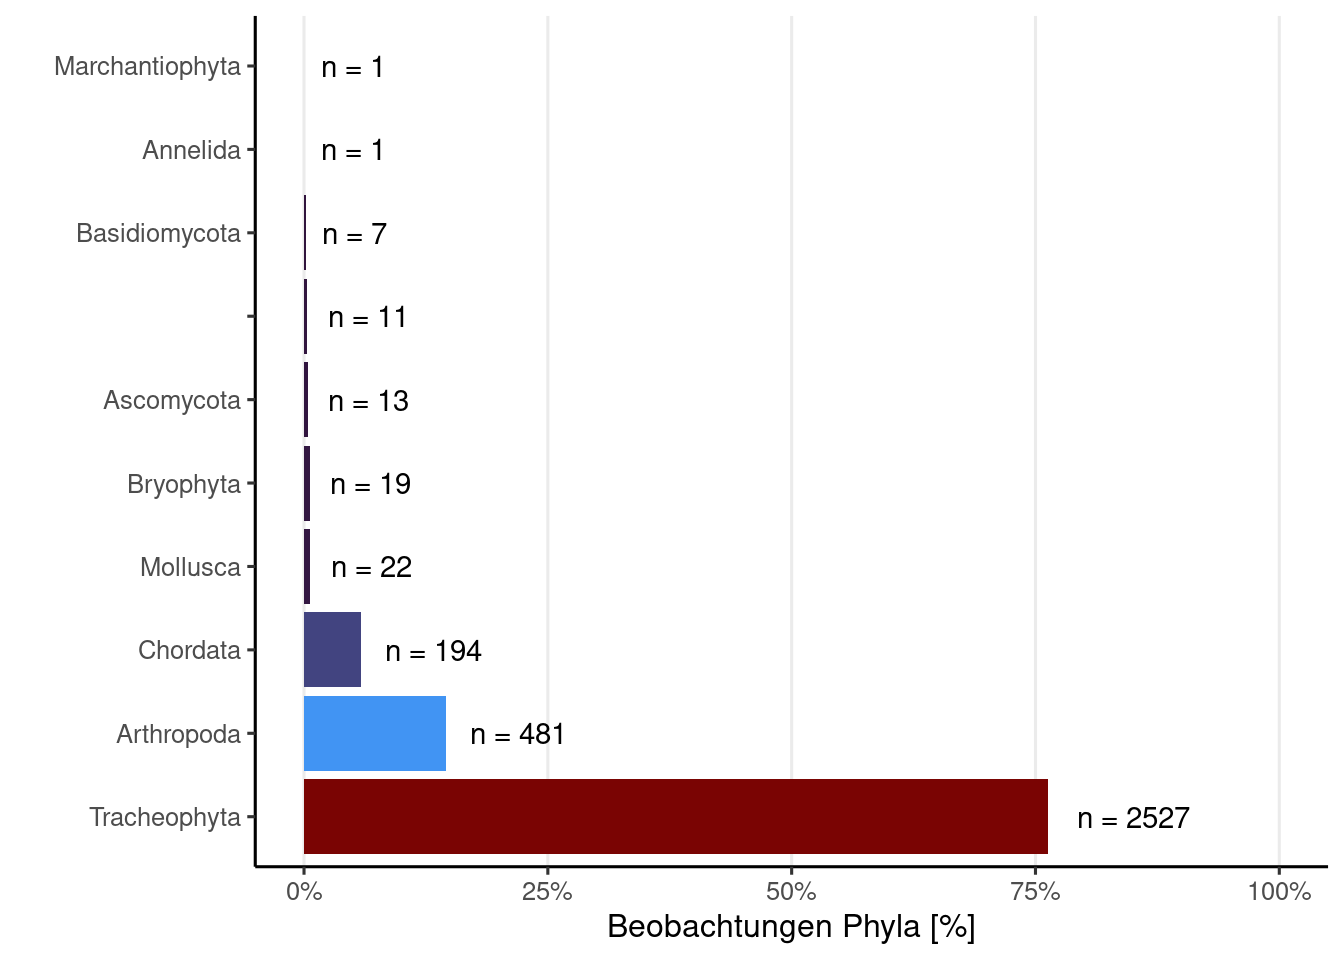 Marchantiophyta n = 1
Annelida n = 1
Basidiomycota n = 7
n = 11
Ascomycota n = 13
Bryophyta n = 19
Mollusca n = 22
Chordata n = 194
Arthropoda n = 481
Tracheophyta n = 2527
0% 25% 50% 75% 100%
Beobachtungen Phyla [%]